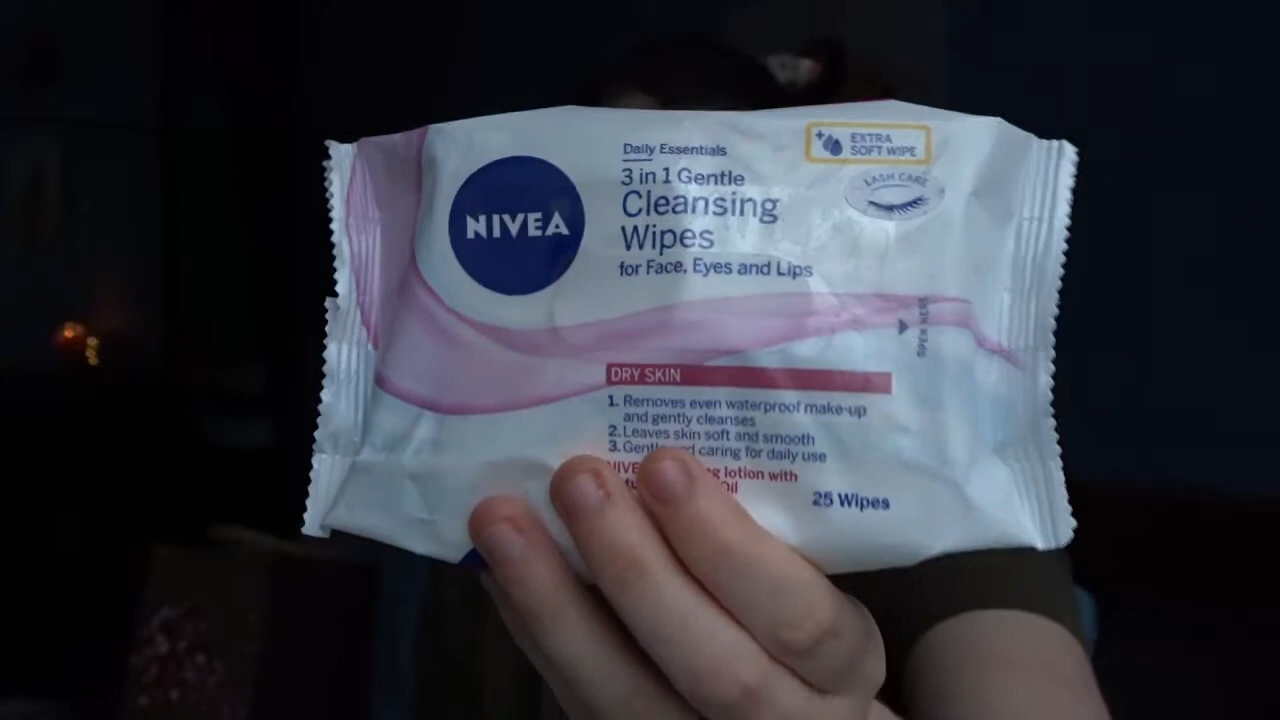 NIVEA
Daily Essentials
3 in 1 Gentle
Cleansing
Wipes
for Face, Eyes and Lips
EXTRA
SOFT WIPE
LASH CARE
OPEN HERE
DRY SKIN
1. Removes even waterproof make-up
and gently cleanses
2. Leaves skin soft and smooth
3. caring for daily use
lotion with
25 Wipes